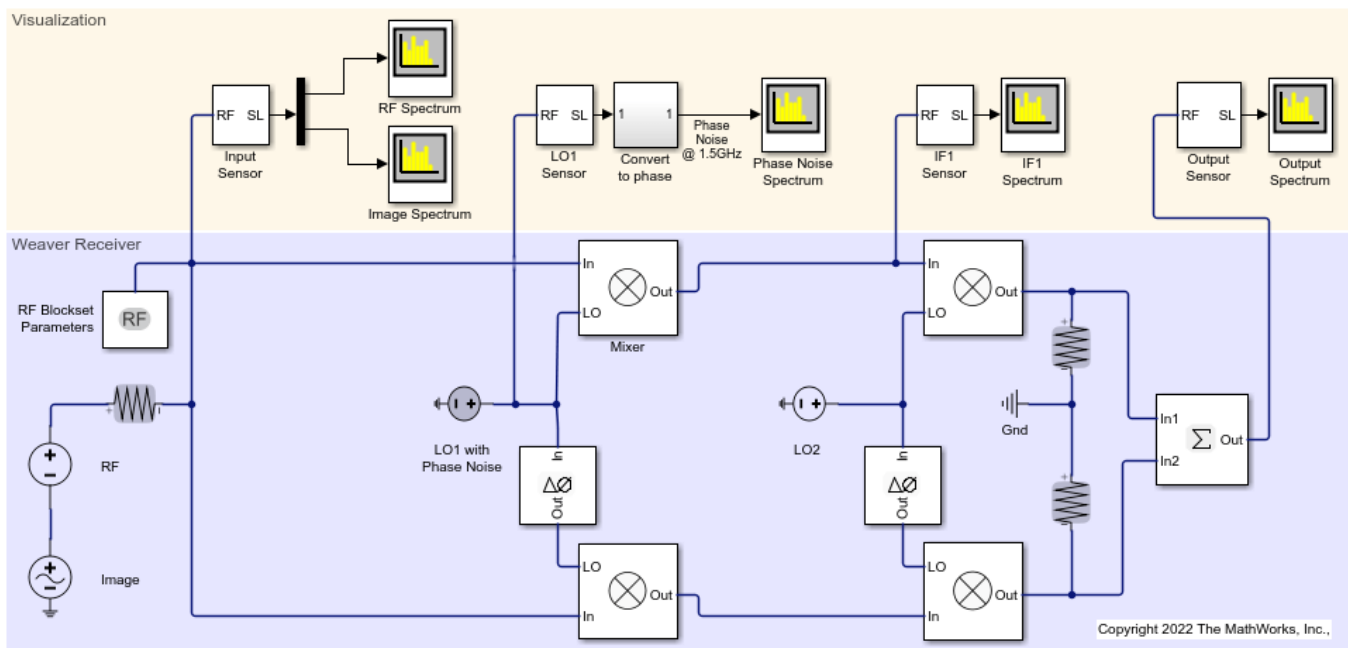 Visualization
RF SL
Input
Sensor
RF Spectrum
Image Spectrum
RF SL
LO1
Sensor
1 1
Convert
to phase
Phase
Noise
@ 1.5GHz
Phase Noise
Spectrum
RF SL
IF1
Sensor
IF1
Spectrum
RF SL
Output
Sensor
Output
Spectrum
Weaver Receiver
RF Blockset
Parameters
RF
In
LO
Out
Mixer
In
LO
Out
RF
Image
LO1 with
Phase Noise
In
ΔØ
Out
LO2
In
ΔØ
Out
Gnd
In1
In2
Σ
Out
LO
In
Out
LO
In
Out
Copyright 2022 The MathWorks, Inc.,